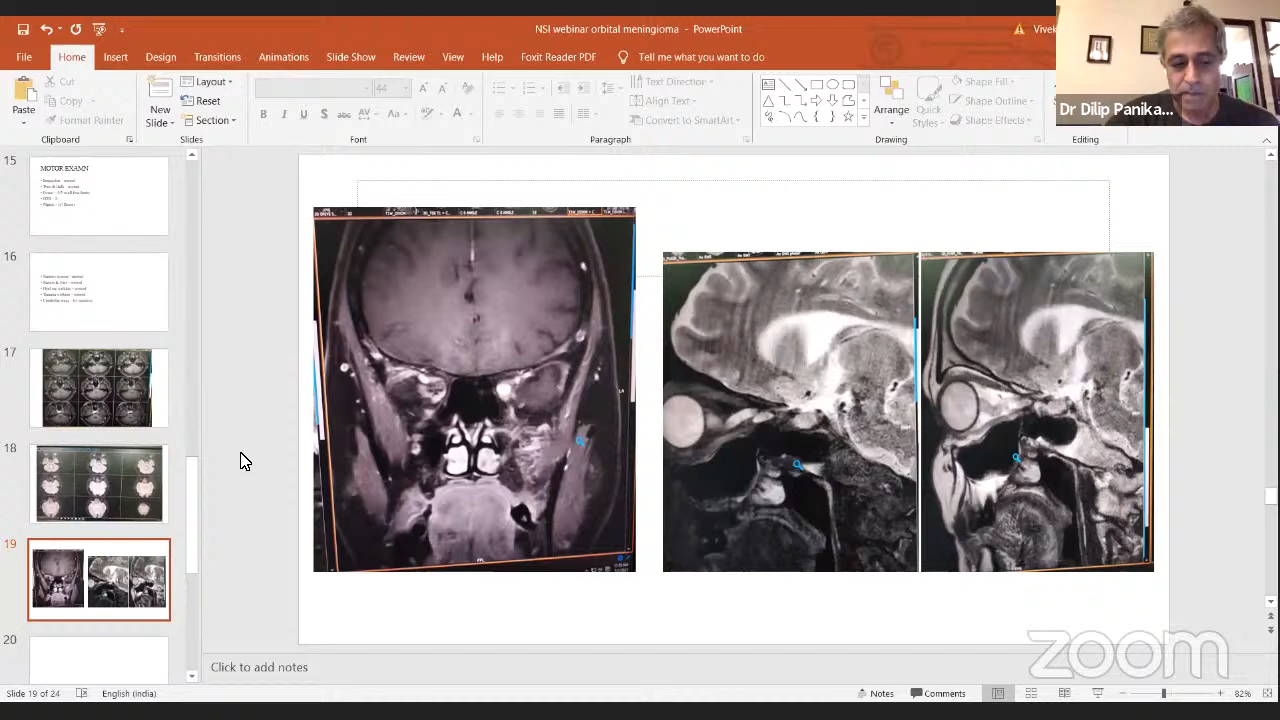 NSI webinar orbital meningioma - PowerPoint
Vivek
File Home Insert Design Transitions Animations Slide Show Review View Help Foxit Reader PDF Tell me what you want to do
Paste
Cut
Copy
Format Painter
Clipboard
New
Slide
Layout
Reset
Section
Slides
44
Font
Paragraph
Text Direction
Align Text
Convert to SmartArt
Arrange
Quick
Styles
Shape Fill
Shape Outline
Shape Effects
Drawing
Editing
Dr Dilip Panika...
15
MOTOR EXAMN
16
17
18
19
20
Click to add notes
zoom
Slide 19 of 24 English (india) Notes Comments 82%